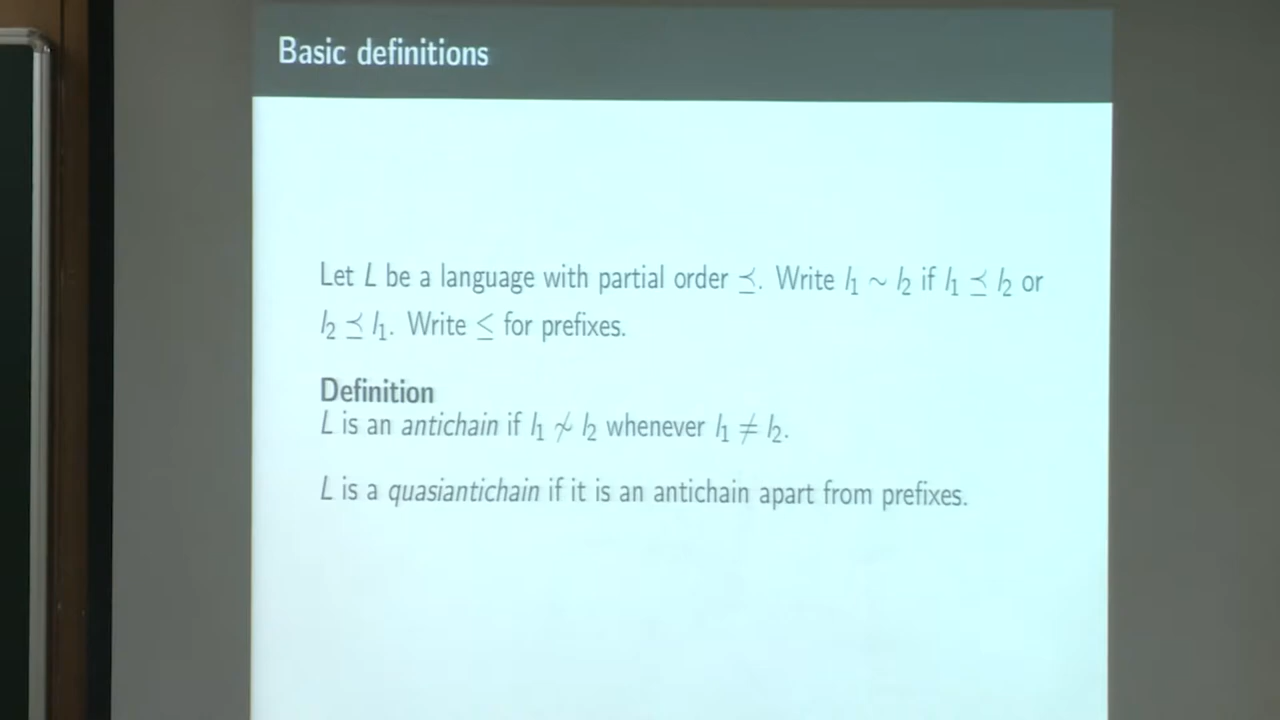 Basic definitions
Let L be a language with partial order ⪯. Write l₁ ∼ l₂ if l₁ ⪯ l₂ or
l₂ ⪯ l₁. Write ≤ for prefixes.
Definition
L is an antichain if l₁ ≁ l₂ whenever l₁ ≠ l₂.
L is a quasiantichain if it is an antichain apart from prefixes.